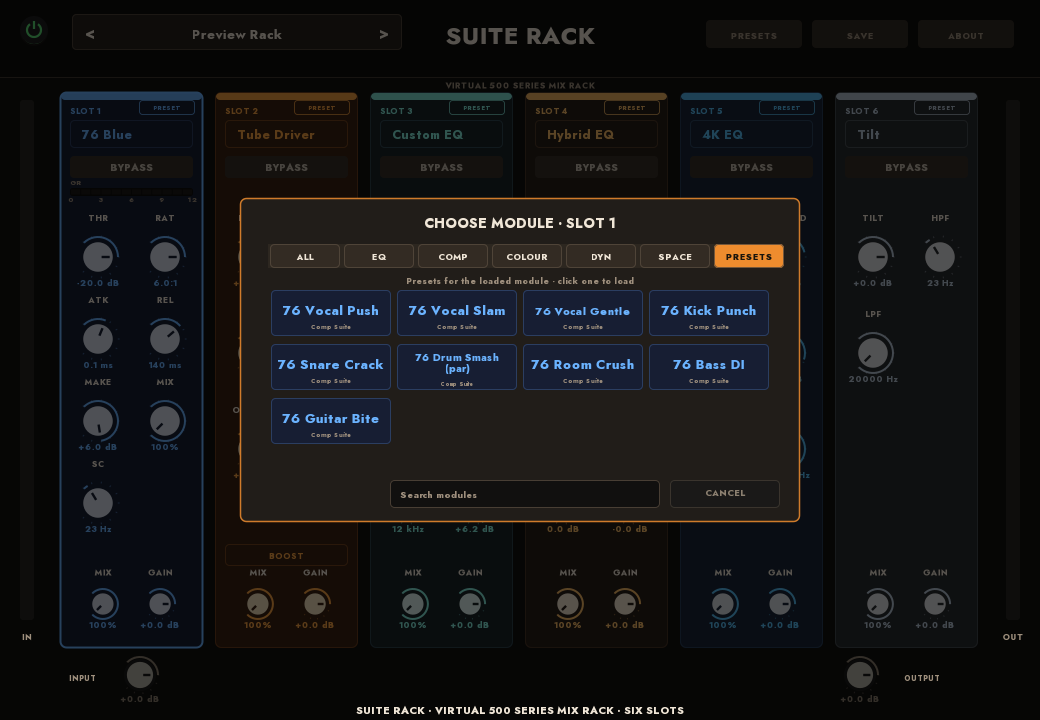 < Preview Rack >
SUITE RACK
PRESETS SAVE ABOUT
VIRTUAL 500 SERIES MIX RACK
SLOT 1 PRESET SLOT 2 PRESET SLOT 3 PRESET SLOT 4 PRESET SLOT 5 PRESET SLOT 6 PRESET
76 Blue Tube Driver Custom EQ Hybrid EQ 4K EQ Tilt
BYPASS BYPASS BYPASS BYPASS BYPASS BYPASS
GR
0 3 6 9 12
THR RAT TILT HPF
-20.0 dB 6.0:1 +0.0 dB 23 Hz
ATK REL LPF
0.1 ms 140 ms 20000 Hz
MAKE MIX
+6.0 dB 100%
SC
23 Hz
CHOOSE MODULE · SLOT 1
ALL EQ COMP COLOUR DYN SPACE PRESETS
Presets for the loaded module · click one to load
76 Vocal Push 76 Vocal Slam 76 Vocal Gentle 76 Kick Punch
Comp Suite Comp Suite Comp Suite Comp Suite
76 Snare Crack 76 Drum Smash (par) 76 Room Crush 76 Bass DI
Comp Suite Comp Suite Comp Suite Comp Suite
76 Guitar Bite
Comp Suite
Search modules CANCEL
12 kHz +6.2 dB 0.0 dB -0.0 dB
BOOST
MIX GAIN MIX GAIN MIX GAIN MIX GAIN MIX GAIN MIX GAIN
100% +0.0 dB 100% +0.0 dB 100% +0.0 dB 100% +0.0 dB 100% +0.0 dB 100% +0.0 dB
IN OUT
INPUT OUTPUT
+0.0 dB +0.0 dB
SUITE RACK · VIRTUAL 500 SERIES MIX RACK · SIX SLOTS